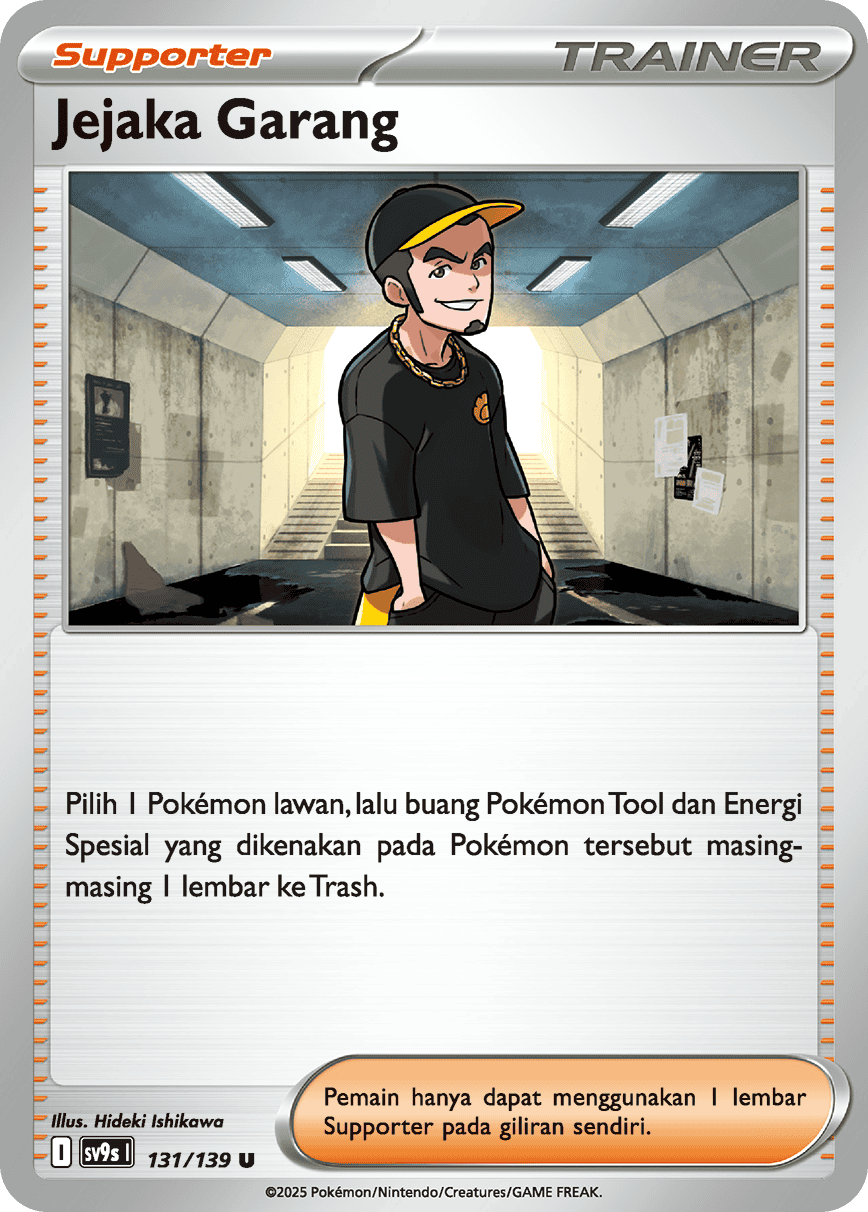 Supporter
TRAINER
Jejaka Garang
Pilih 1 Pokémon lawan, lalu buang Pokémon Tool dan Energi
Spesial yang dikenakan pada Pokémon tersebut masing-
masing 1 lembar ke Trash.
Pemain hanya dapat menggunakan 1 lembar
Supporter pada giliran sendiri.
Illus. Hideki Ishikawa
I sv9s I 131/139 U
©2025 Pokémon/Nintendo/Creatures/GAME FREAK.